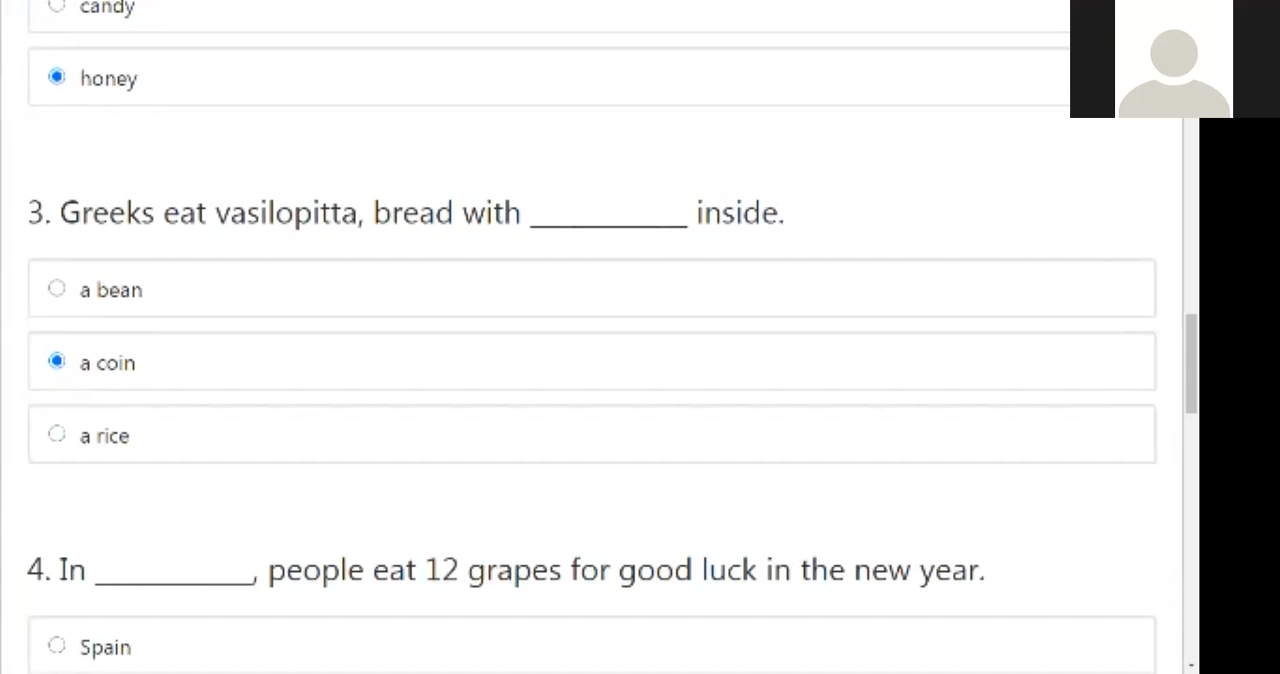 candy
honey
3. Greeks eat vasilopitta, bread with __________ inside.
a bean
a coin
a rice
4. In __________, people eat 12 grapes for good luck in the new year.
Spain